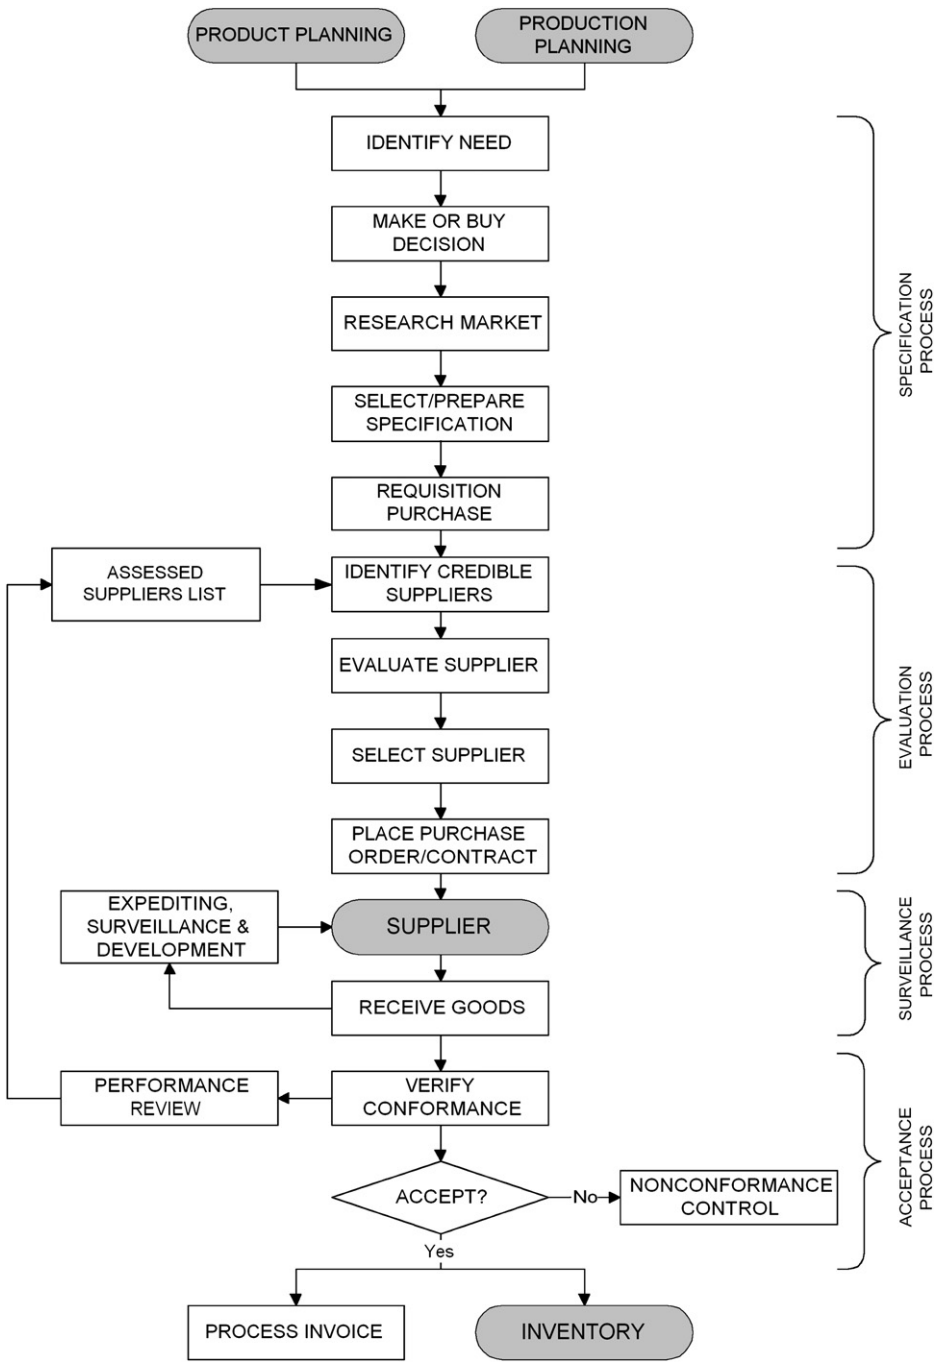 PRODUCT PLANNING
PRODUCTION
PLANNING
IDENTIFY NEED
MAKE OR BUY
DECISION
RESEARCH MARKET
SELECT/PREPARE
SPECIFICATION
REQUISITION
PURCHASE
SPECIFICATION
PROCESS
ASSESSED
SUPPLIERS LIST
IDENTIFY CREDIBLE
SUPPLIERS
EVALUATE SUPPLIER
SELECT SUPPLIER
PLACE PURCHASE
ORDER/CONTRACT
EVALUATION
PROCESS
EXPEDITING,
SURVEILLANCE &
DEVELOPMENT
SUPPLIER
RECEIVE GOODS
SURVEILLANCE
PROCESS
PERFORMANCE
REVIEW
VERIFY
CONFORMANCE
ACCEPT?
No
NONCONFORMANCE
CONTROL
ACCEPTANCE
PROCESS
Yes
PROCESS INVOICE
INVENTORY